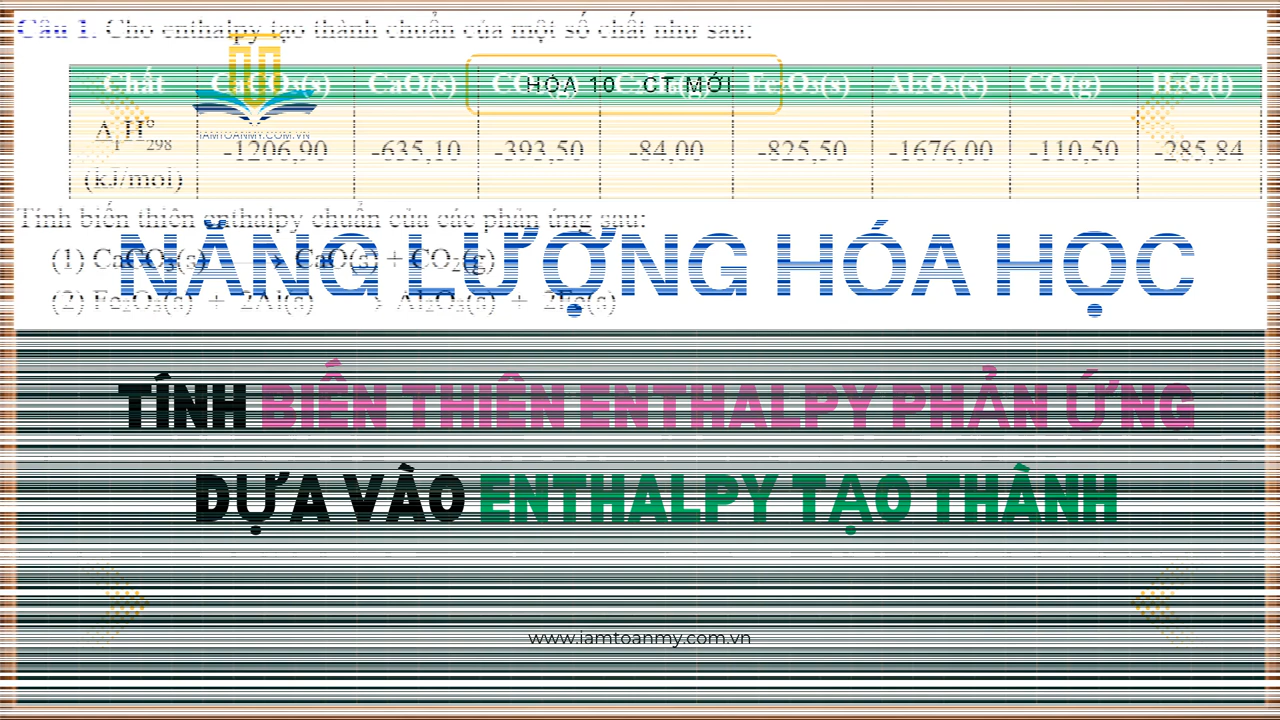 Câu 1. Cho enthalpy tạo thành chuẩn của một số chất như sau:
HÓA 10 - CT MỚI
Chất CaO(s) Fe₂O₃(s) Al₂O₃(s) CO(g) H₂O(l)
IAMTOANMY.COM.VN
-1206,90 -635,10 -393,50 -84,00 -825,50 -1676,00 -110,50 -285,84
(kJ/mol)
Tính biến thiên enthalpy chuẩn của các phản ứng sau:
NĂNG LƯỢNG HÓA HỌC
(1) CaCO₃(s) → CaO(s) + CO₂(g)
(2) Fe₂O₃(s) + 2Al(s) → Al₂O₃(s) + 2Fe(s)
TÍNH BIẾN THIÊN ENTHALPY PHẢN ỨNG
DỰA VÀO ENTHALPY TẠO THÀNH
www.iamtoanmy.com.vn